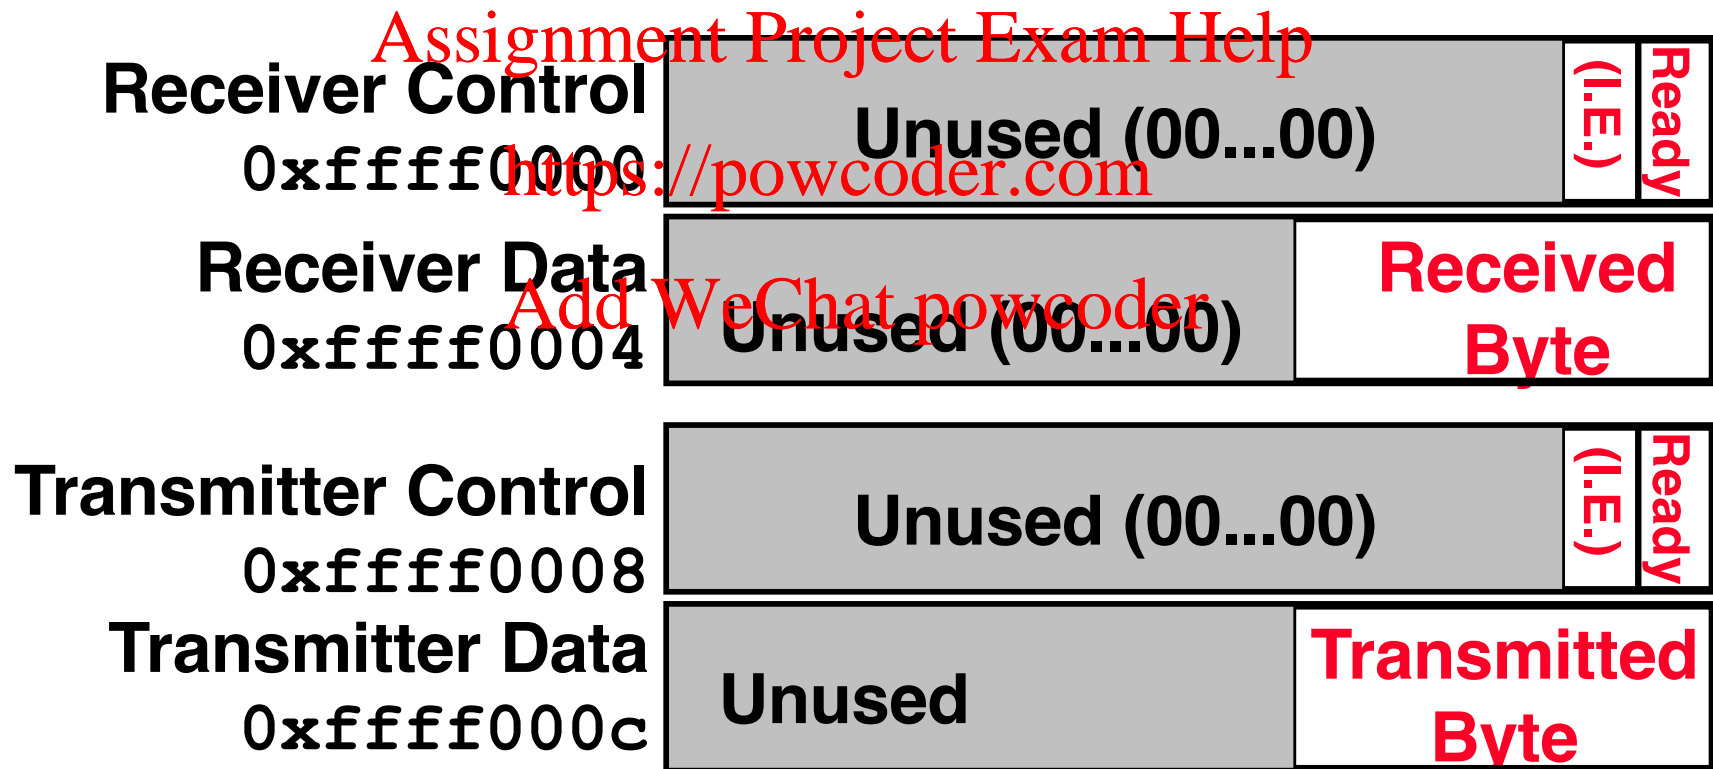 Assignment Project Exam Help
Receiver Control
0xffff0000
Unused (00...00)
(I.E.)
Ready
https://powcoder.com
Receiver Data
0xffff0004
Unused (00...00)
Received
Byte
Add WeChat powcoder
Transmitter Control
0xffff0008
Unused (00...00)
(I.E.)
Ready
Transmitter Data
0xffff000c
Unused
Transmitted
Byte